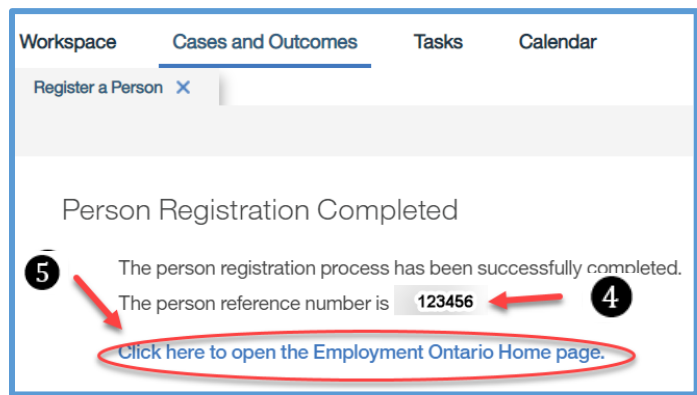 Workspace Cases and Outcomes Tasks Calendar
Register a Person ✕
Person Registration Completed
5 The person registration process has been successfully completed.
The person reference number is 123456 4
Click here to open the Employment Ontario Home page.